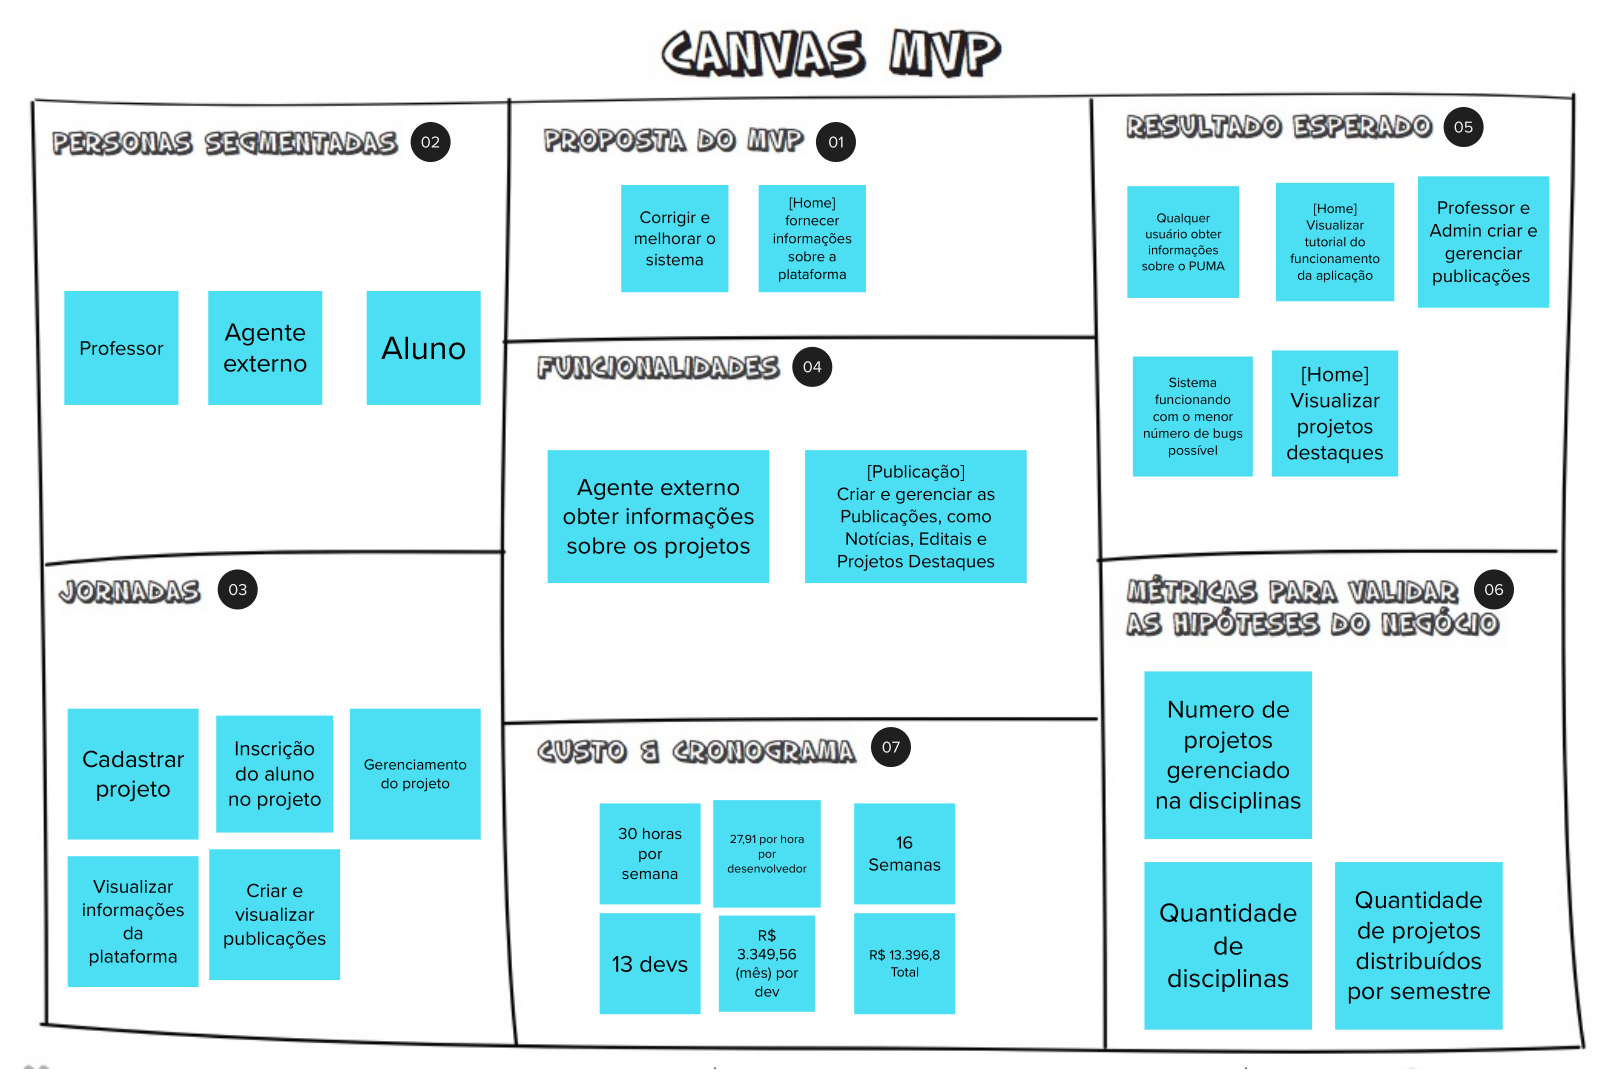 CANVAS MVP
PERSONAS SEGMENTADAS 02
Professor
Agente
externo
Aluno
PROPOSTA DO MVP 01
Corrigir e
melhorar o
sistema
[Home]
fornecer
informações
sobre a
plataforma
RESULTADO ESPERADO 05
Qualquer
usuário obter
informações
sobre o PUMA
[Home]
Visualizar
tutorial do
funcionamento
da aplicação
Professor e
Admin criar e
gerenciar
publicações
Sistema
funcionando
com o menor
número de bugs
possível
[Home]
Visualizar
projetos
destaques
FUNCIONALIDADES 04
Agente externo
obter informações
sobre os projetos
[Publicação]
Criar e gerenciar as
Publicações, como
Notícias, Editais e
Projetos Destaques
JORNADAS 03
Cadastrar
projeto
Inscrição
do aluno
no projeto
Gerenciamento
do projeto
Visualizar
informações
da
plataforma
Criar e
visualizar
publicações
CUSTO & CRONOGRAMA 07
30 horas
por
semana
27,91 por hora
por
desenvolvedor
16
Semanas
13 devs
R$
3.349,56
(mês) por
dev
R$ 13.396,8
Total
MÉTRICAS PARA VALIDAR 06
AS HIPÓTESES DO NEGÓCIO
Numero de
projetos
gerenciado
na disciplinas
Quantidade
de
disciplinas
Quantidade
de projetos
distribuídos
por semestre